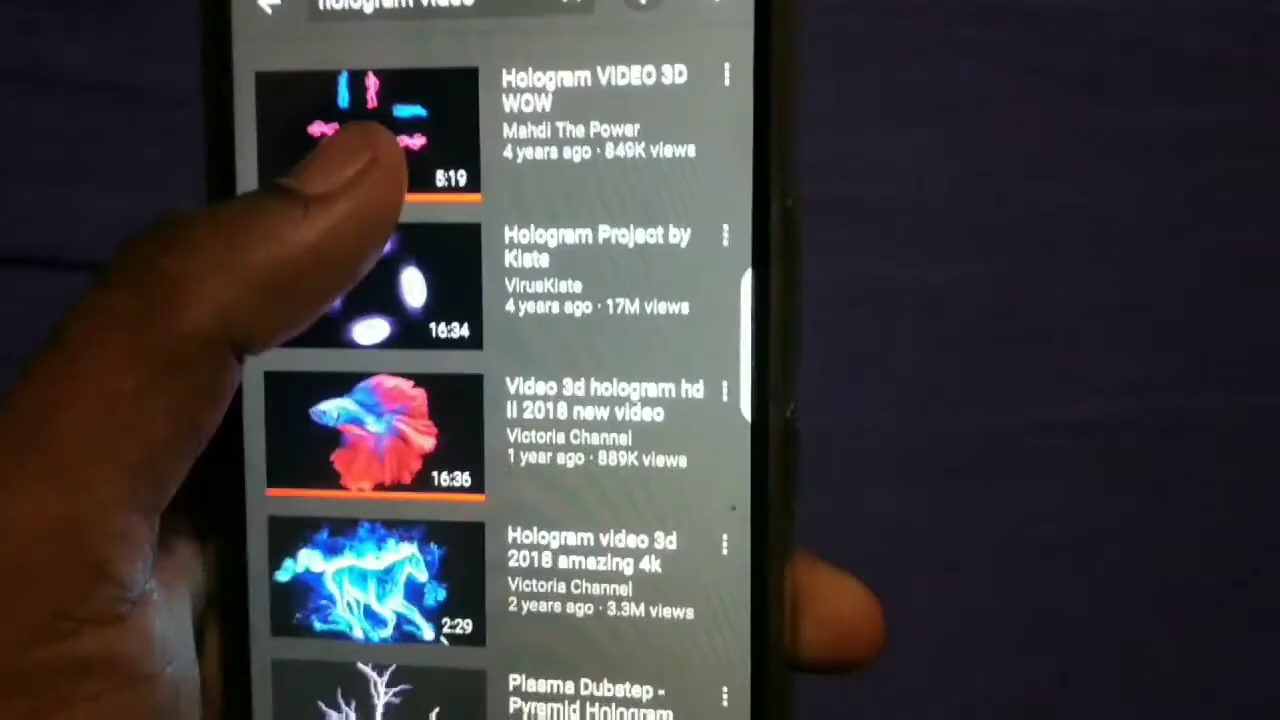 hologram video
Hologram VIDEO 3D
WOW
Mahdi The Power
4 years ago · 849K views
5:19
Hologram Project by
Kiste
VirusKiste
4 years ago · 17M views
16:34
Video 3d hologram hd
II 2018 new video
Victoria Channel
1 year ago · 889K views
16:36
Hologram video 3d
2018 amazing 4k
Victoria Channel
2 years ago · 3.3M views
2:29
Plasma Dubstep -
Pyramid Hologram